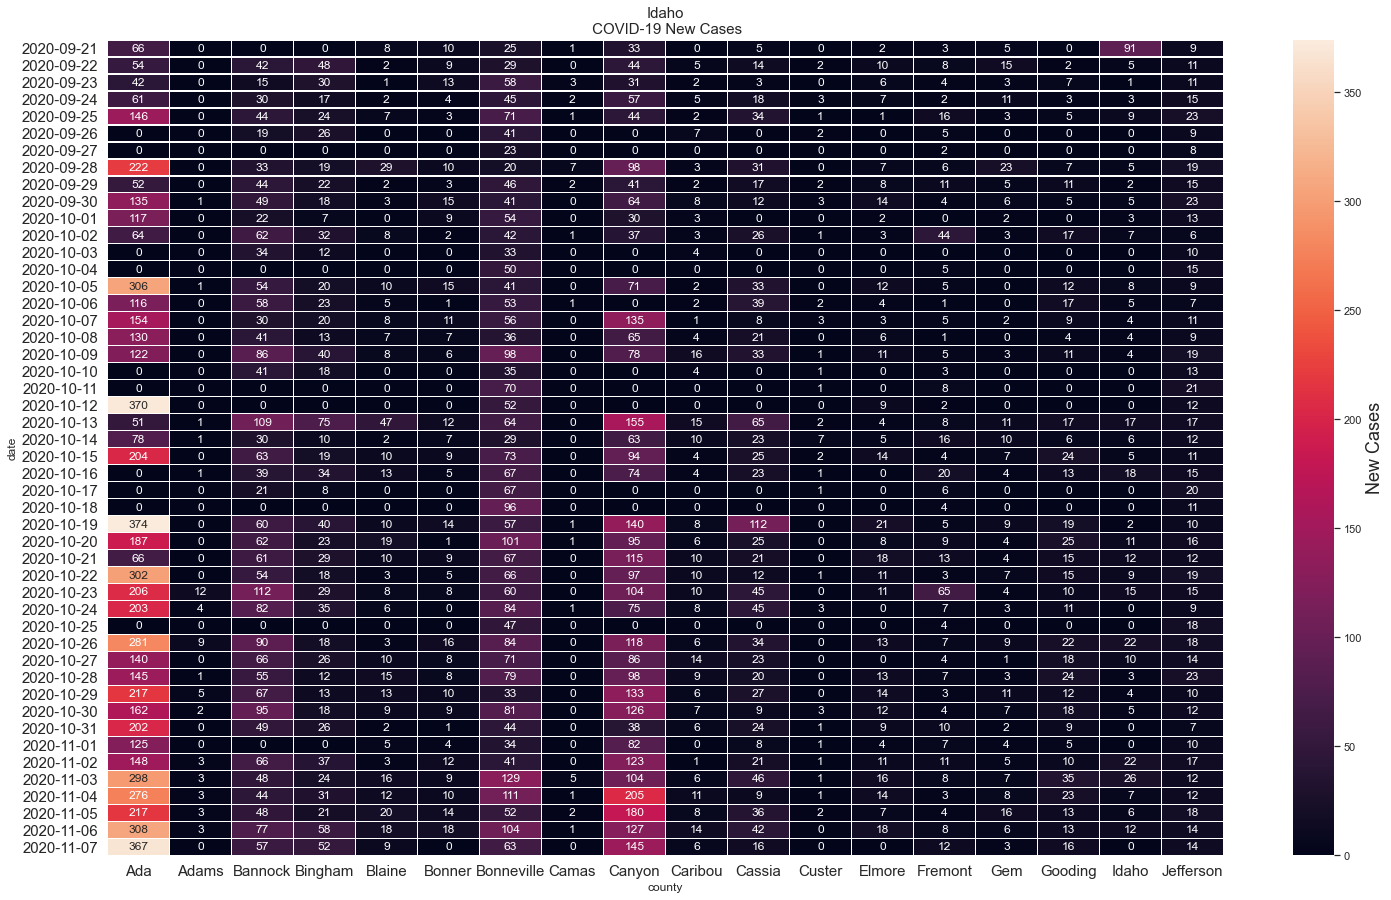 Idaho
COVID-19 New Cases
2020-09-21 66 0 0 0 8 10 25 1 33 0 5 0 2 3 5 0 91 9
2020-09-22 54 0 42 48 2 9 29 0 44 5 14 2 10 8 15 2 5 11
2020-09-23 42 0 15 30 1 13 58 3 31 2 3 0 6 4 3 7 1 11
2020-09-24 61 0 30 17 2 4 45 2 57 5 18 3 7 2 11 3 3 15
2020-09-25 146 0 44 24 7 3 71 1 44 2 34 1 1 16 3 5 9 23
2020-09-26 0 0 19 26 0 0 41 0 0 7 0 2 0 5 0 0 0 9
2020-09-27 0 0 0 0 0 0 23 0 0 0 0 0 0 2 0 0 0 8
2020-09-28 222 0 33 19 29 10 20 7 98 3 31 0 7 6 23 7 5 19
2020-09-29 52 0 44 22 2 3 46 2 41 2 17 2 8 11 5 11 2 15
2020-09-30 135 1 49 18 3 15 41 0 64 8 12 3 14 4 6 5 5 23
2020-10-01 117 0 22 7 0 9 54 0 30 3 0 0 2 0 2 0 3 13
2020-10-02 64 0 62 32 8 2 42 1 37 3 26 1 3 44 3 17 7 6
2020-10-03 0 0 34 12 0 0 33 0 0 4 0 0 0 0 0 0 0 10
2020-10-04 0 0 0 0 0 0 50 0 0 0 0 0 0 5 0 0 0 15
2020-10-05 306 1 54 20 10 15 41 0 71 2 33 0 12 5 0 12 8 9
2020-10-06 116 0 58 23 5 1 53 1 0 2 39 2 4 1 0 17 5 7
2020-10-07 154 0 30 20 8 11 56 0 135 1 8 3 3 5 2 9 4 11
2020-10-08 130 0 41 13 7 7 36 0 65 4 21 0 6 1 0 4 4 9
2020-10-09 122 0 86 40 8 6 98 0 78 16 33 1 11 5 3 11 4 19
2020-10-10 0 0 41 18 0 0 35 0 0 4 0 1 0 3 0 0 0 13
2020-10-11 0 0 0 0 0 0 70 0 0 0 0 1 0 8 0 0 0 21
2020-10-12 370 0 0 0 0 0 52 0 0 0 0 0 9 2 0 0 0 12
2020-10-13 51 1 109 75 47 12 64 0 155 15 65 2 4 8 11 17 17 17
2020-10-14 78 1 30 10 2 7 29 0 63 10 23 7 5 16 10 6 6 12
2020-10-15 204 0 63 19 10 9 73 0 94 4 25 2 14 4 7 24 5 11
2020-10-16 0 1 39 34 13 5 67 0 74 4 23 1 0 20 4 13 18 15
2020-10-17 0 0 21 8 0 0 67 0 0 0 0 1 0 6 0 0 0 20
2020-10-18 0 0 0 0 0 0 96 0 0 0 0 0 0 4 0 0 0 11
2020-10-19 374 0 60 40 10 14 57 1 140 8 112 0 21 5 9 19 2 10
2020-10-20 187 0 62 23 19 1 101 1 95 6 25 0 8 9 4 25 11 16
2020-10-21 66 0 61 29 10 9 67 0 115 10 21 0 18 13 4 15 12 12
2020-10-22 302 0 54 18 3 5 66 0 97 10 12 1 11 3 7 15 9 19
2020-10-23 206 12 112 29 8 8 60 0 104 10 45 0 11 65 4 10 15 15
2020-10-24 203 4 82 35 6 0 84 1 75 8 45 3 0 7 3 11 0 9
2020-10-25 0 0 0 0 0 0 47 0 0 0 0 0 0 4 0 0 0 18
2020-10-26 281 9 90 18 3 16 84 0 118 6 34 0 13 7 9 22 22 18
2020-10-27 140 0 66 26 10 8 71 0 86 14 23 0 0 4 1 18 10 14
2020-10-28 145 1 55 12 15 8 79 0 98 9 20 0 13 7 3 24 3 23
2020-10-29 217 5 67 13 13 10 33 0 133 6 27 0 14 3 11 12 4 10
2020-10-30 162 2 95 18 9 9 81 0 126 7 9 3 12 4 7 18 5 12
2020-10-31 202 0 49 26 2 1 44 0 38 6 24 1 9 10 2 9 0 7
2020-11-01 125 0 0 0 5 4 34 0 82 0 8 1 4 7 4 5 0 10
2020-11-02 148 3 66 37 3 12 41 0 123 1 21 1 11 11 5 10 22 17
2020-11-03 298 3 48 24 16 9 129 5 104 6 46 1 16 8 7 35 26 12
2020-11-04 276 3 44 31 12 10 111 1 205 11 9 1 14 3 8 23 7 12
2020-11-05 217 3 48 21 20 14 52 2 180 8 36 2 7 4 16 13 6 18
2020-11-06 308 3 77 58 18 18 104 1 127 14 42 0 18 8 6 13 12 14
2020-11-07 367 0 57 52 9 0 63 0 145 6 16 0 0 12 3 16 0 14
Ada Adams Bannock Bingham Blaine Bonner Bonneville Camas Canyon Caribou Cassia Custer Elmore Fremont Gem Gooding Idaho Jefferson
county
date
350
300
250
200
150
100
50
0
New Cases